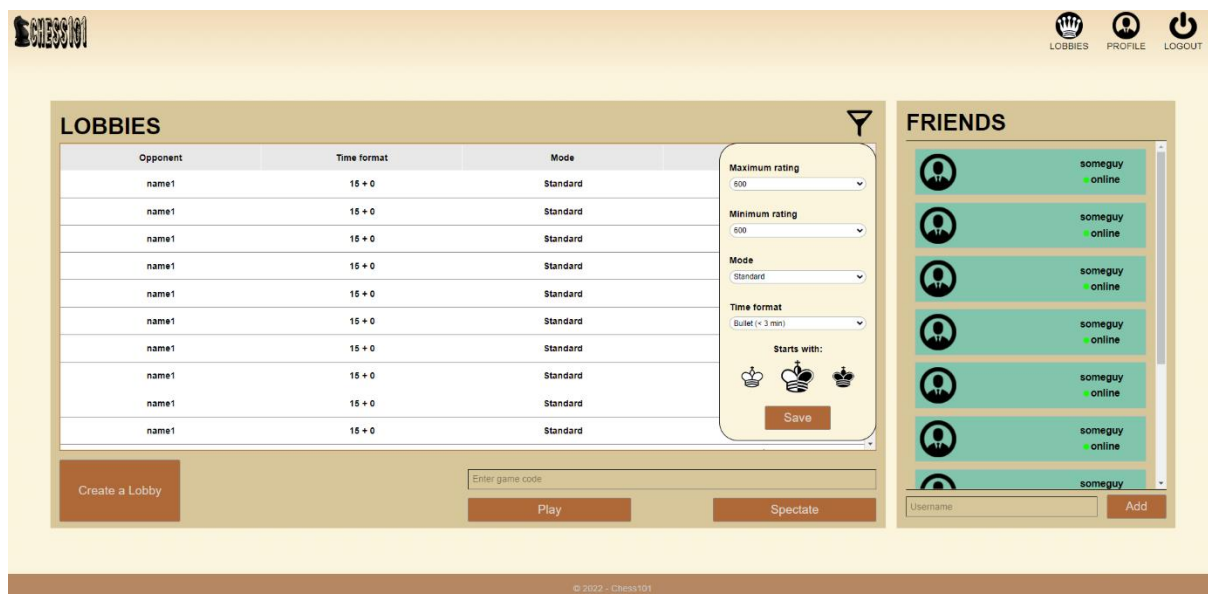 CHESS101
LOBBIES PROFILE LOGOUT
LOBBIES
Opponent Time format Mode
name1 15 + 0 Standard
name1 15 + 0 Standard
name1 15 + 0 Standard
name1 15 + 0 Standard
name1 15 + 0 Standard
name1 15 + 0 Standard
name1 15 + 0 Standard
name1 15 + 0 Standard
name1 15 + 0 Standard
name1 15 + 0 Standard
Maximum rating
600
Minimum rating
600
Mode
Standard
Time format
Bullet (< 3 min)
Starts with:
Save
Create a Lobby
Enter game code
Play
Spectate
FRIENDS
someguy
online
someguy
online
someguy
online
someguy
online
someguy
online
someguy
online
someguy
Username
Add
© 2022 - Chess101